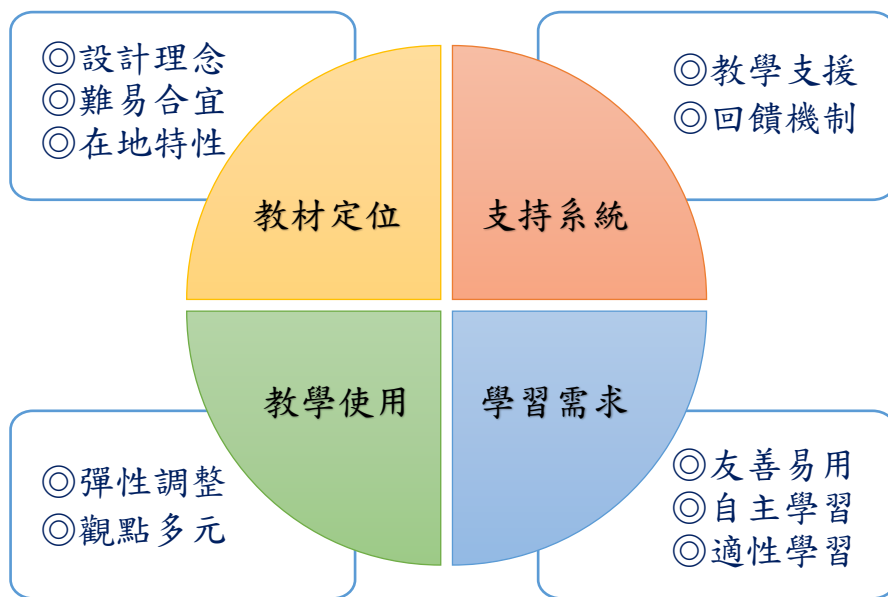 ◎設計理念
◎難易合宜
◎在地特性
◎教學支援
◎回饋機制
教材定位
支持系統
教學使用
學習需求
◎彈性調整
◎觀點多元
◎友善易用
◎自主學習
◎適性學習